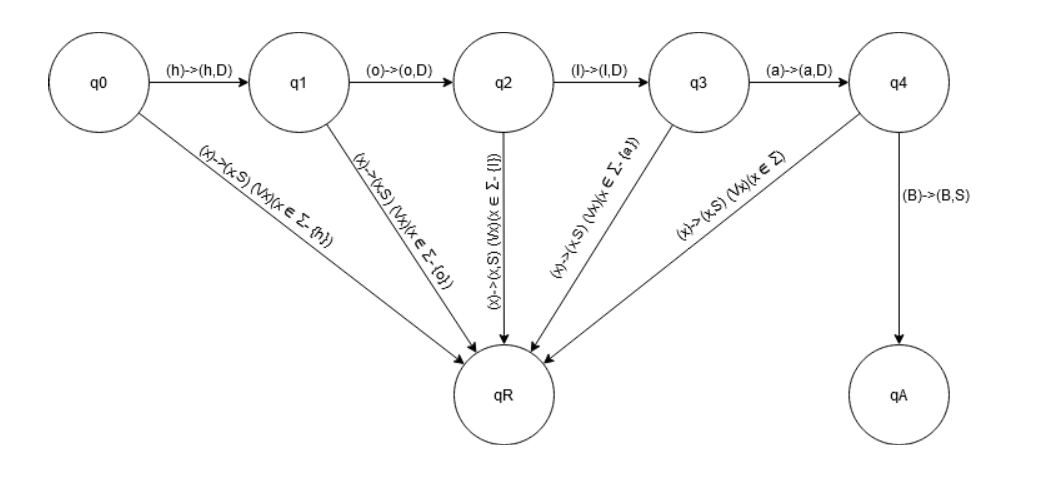 q0
(h)->(h,D)
q1
(o)->(o,D)
q2
(l)->(l,D)
q3
(a)->(a,D)
q4
(x)->(x,S) (∀x)(x ∈ ∑- {h})
(x)->(x,S) (∀x)(x ∈ ∑- {o})
(x)->(x,S) (∀x)(x ∈ ∑- {l})
(x)->(x,S) (∀x)(x ∈ ∑- {a})
(x)->(x,S) (∀x)(x ∈ ∑)
(B)->(B,S)
qR
qA